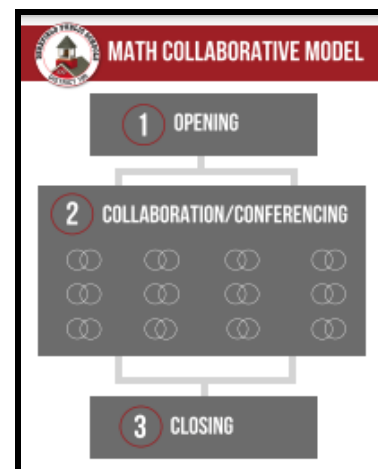 MATH COLLABORATIVE MODEL
1 OPENING
2 COLLABORATION/CONFERENCING
3 CLOSING